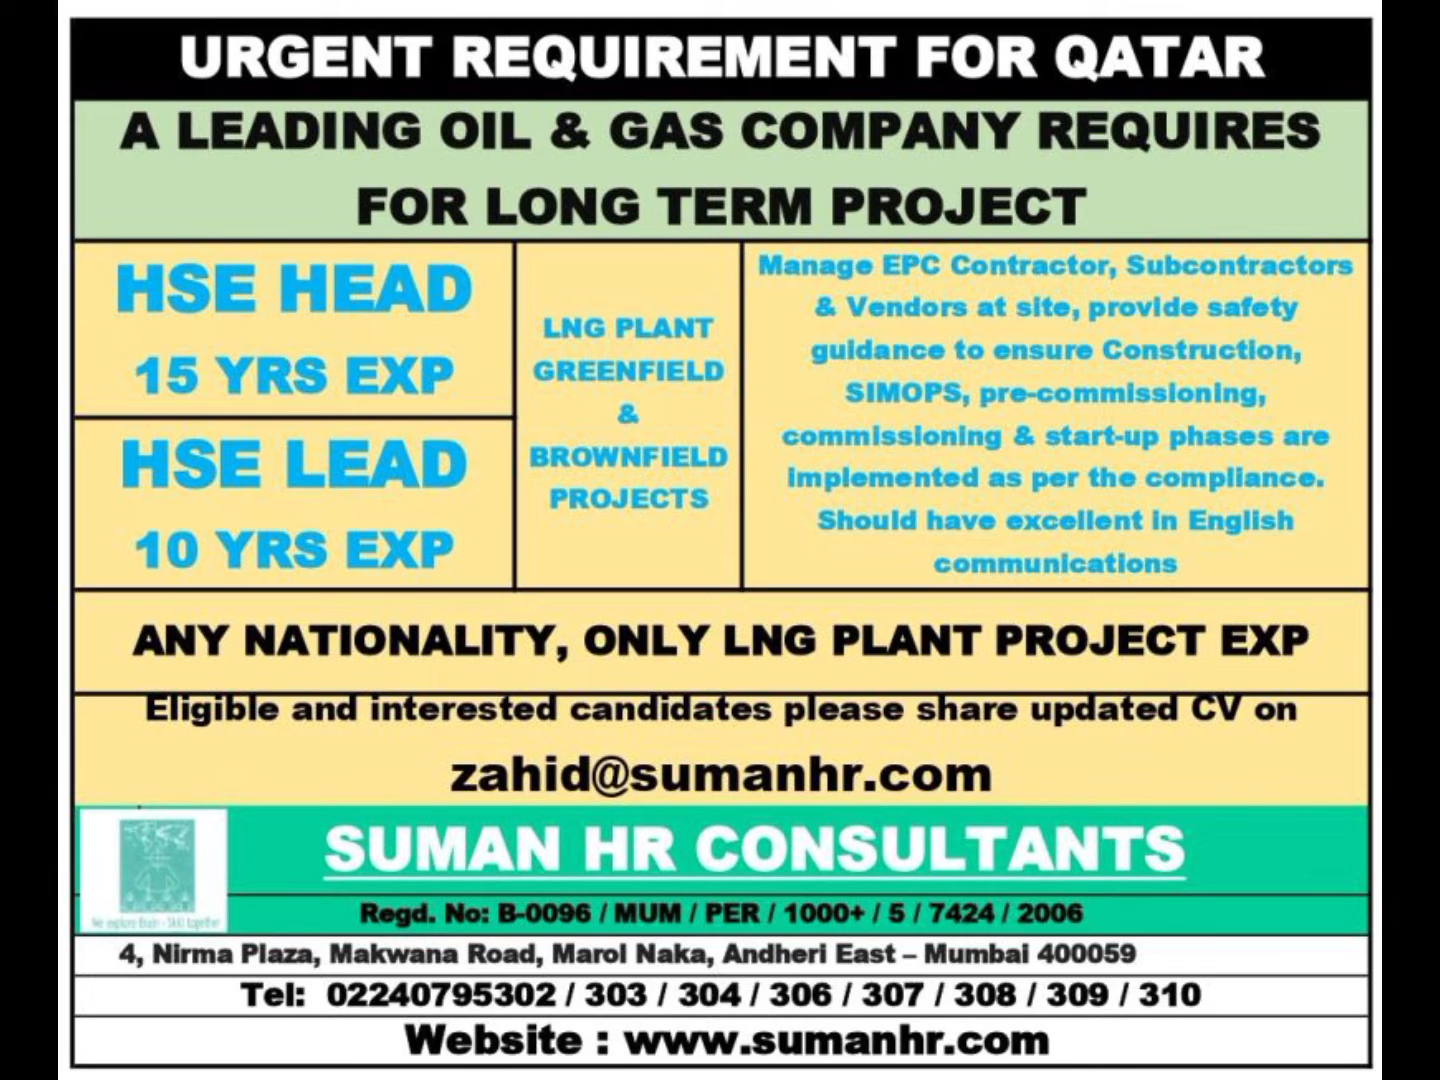 URGENT REQUIREMENT FOR QATAR
A LEADING OIL & GAS COMPANY REQUIRES
FOR LONG TERM PROJECT
HSE HEAD
15 YRS EXP
HSE LEAD
10 YRS EXP
LNG PLANT
GREENFIELD
&
BROWNFIELD
PROJECTS
Manage EPC Contractor, Subcontractors
& Vendors at site, provide safety
guidance to ensure Construction,
SIMOPS, pre-commissioning,
commissioning & start-up phases are
implemented as per the compliance.
Should have excellent in English
communications
ANY NATIONALITY, ONLY LNG PLANT PROJECT EXP
Eligible and interested candidates please share updated CV on
zahid@sumanhr.com
SUMAN HR CONSULTANTS
We explore Brain - Skill together
Regd. No: B-0096 / MUM / PER / 1000+ / 5 / 7424 / 2006
4, Nirma Plaza, Makwana Road, Marol Naka, Andheri East – Mumbai 400059
Tel: 02240795302 / 303 / 304 / 306 / 307 / 308 / 309 / 310
Website : www.sumanhr.com